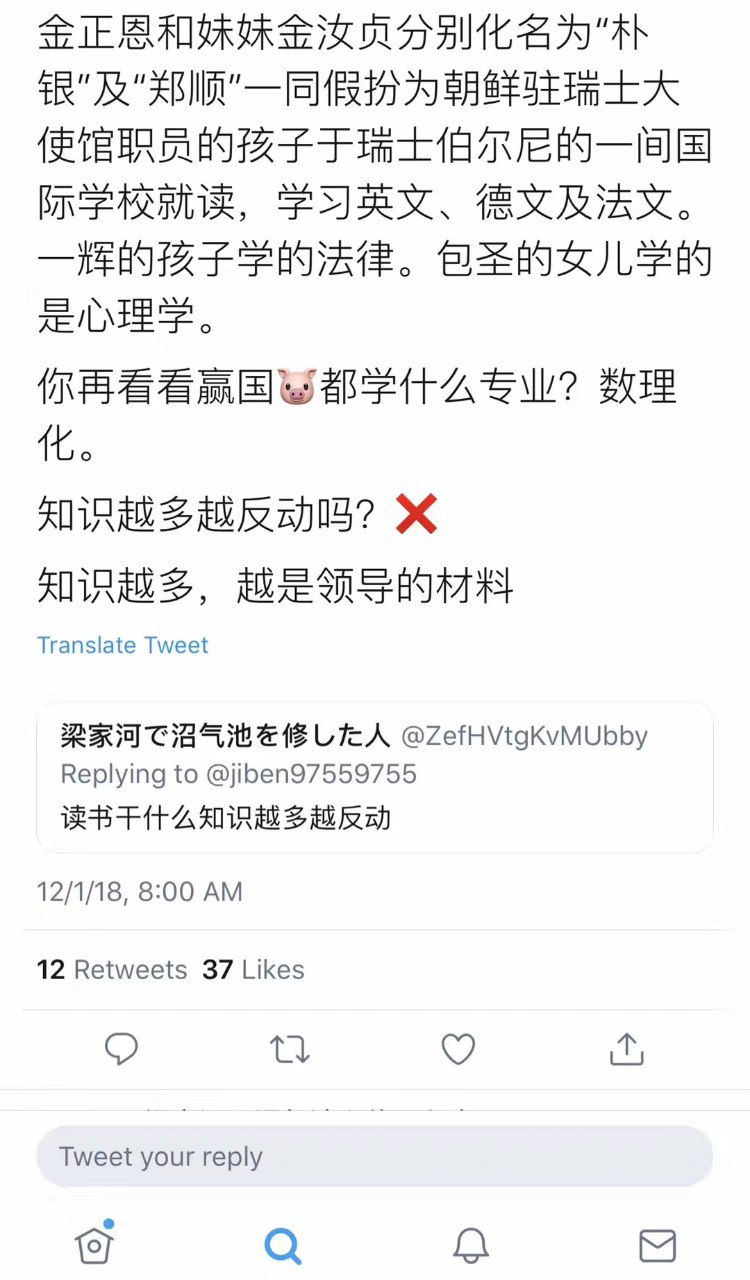 金正恩和妹妹金汝贞分别化名为“朴
银”及“郑顺”一同假扮为朝鲜驻瑞士大
使馆职员的孩子于瑞士伯尔尼的一间国
际学校就读，学习英文、德文及法文。
一辉的孩子学的法律。包圣的女儿学的
是心理学。
你再看看赢国🐷都学什么专业？数理
化。
知识越多越反动吗？❌
知识越多，越是领导的材料
Translate Tweet
梁家河で沼气池を修した人 @ZefHVtgKvMUbby
Replying to @jiben97559755
读书干什么知识越多越反动
12/1/18, 8:00 AM
12 Retweets 37 Likes
Tweet your reply